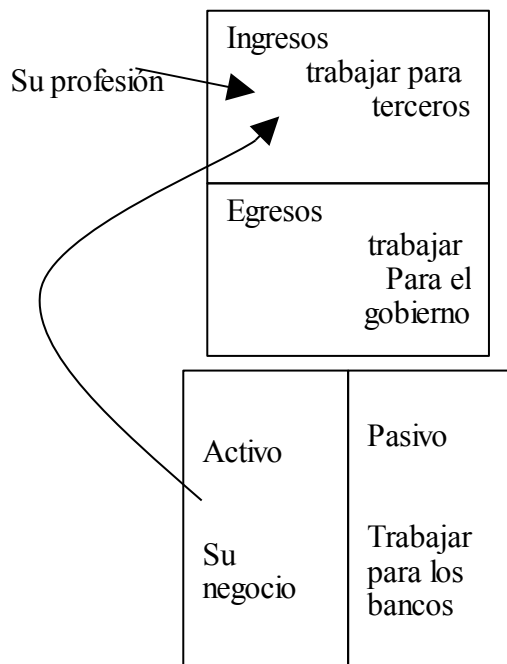 Su profesión
Ingresos
trabajar para
terceros
Egresos
trabajar
Para el
gobierno
Activo
Su
negocio
Pasivo
Trabajar
para los
bancos